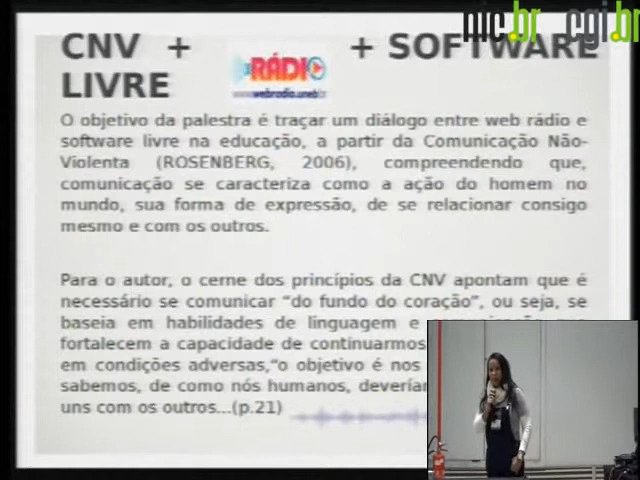 nic.br cgi.br
CNV + RÁDIO + SOFTWARE
www.webradio.uneb.br
LIVRE
O objetivo da palestra é traçar um diálogo entre web rádio e
software livre na educação, a partir da Comunicação Não-
Violenta (ROSENBERG, 2006), compreendendo que,
comunicação se caracteriza como a ação do homem no
mundo, sua forma de expressão, de se relacionar consigo
mesmo e com os outros.
Para o autor, o cerne dos princípios da CNV apontam que é
necessário se comunicar “do fundo do coração”, ou seja, se
baseia em habilidades de linguagem e
fortalecem a capacidade de continuarmos
em condições adversas,“o objetivo é nos
sabemos, de como nós humanos, deveríam
uns com os outros...(p.21)